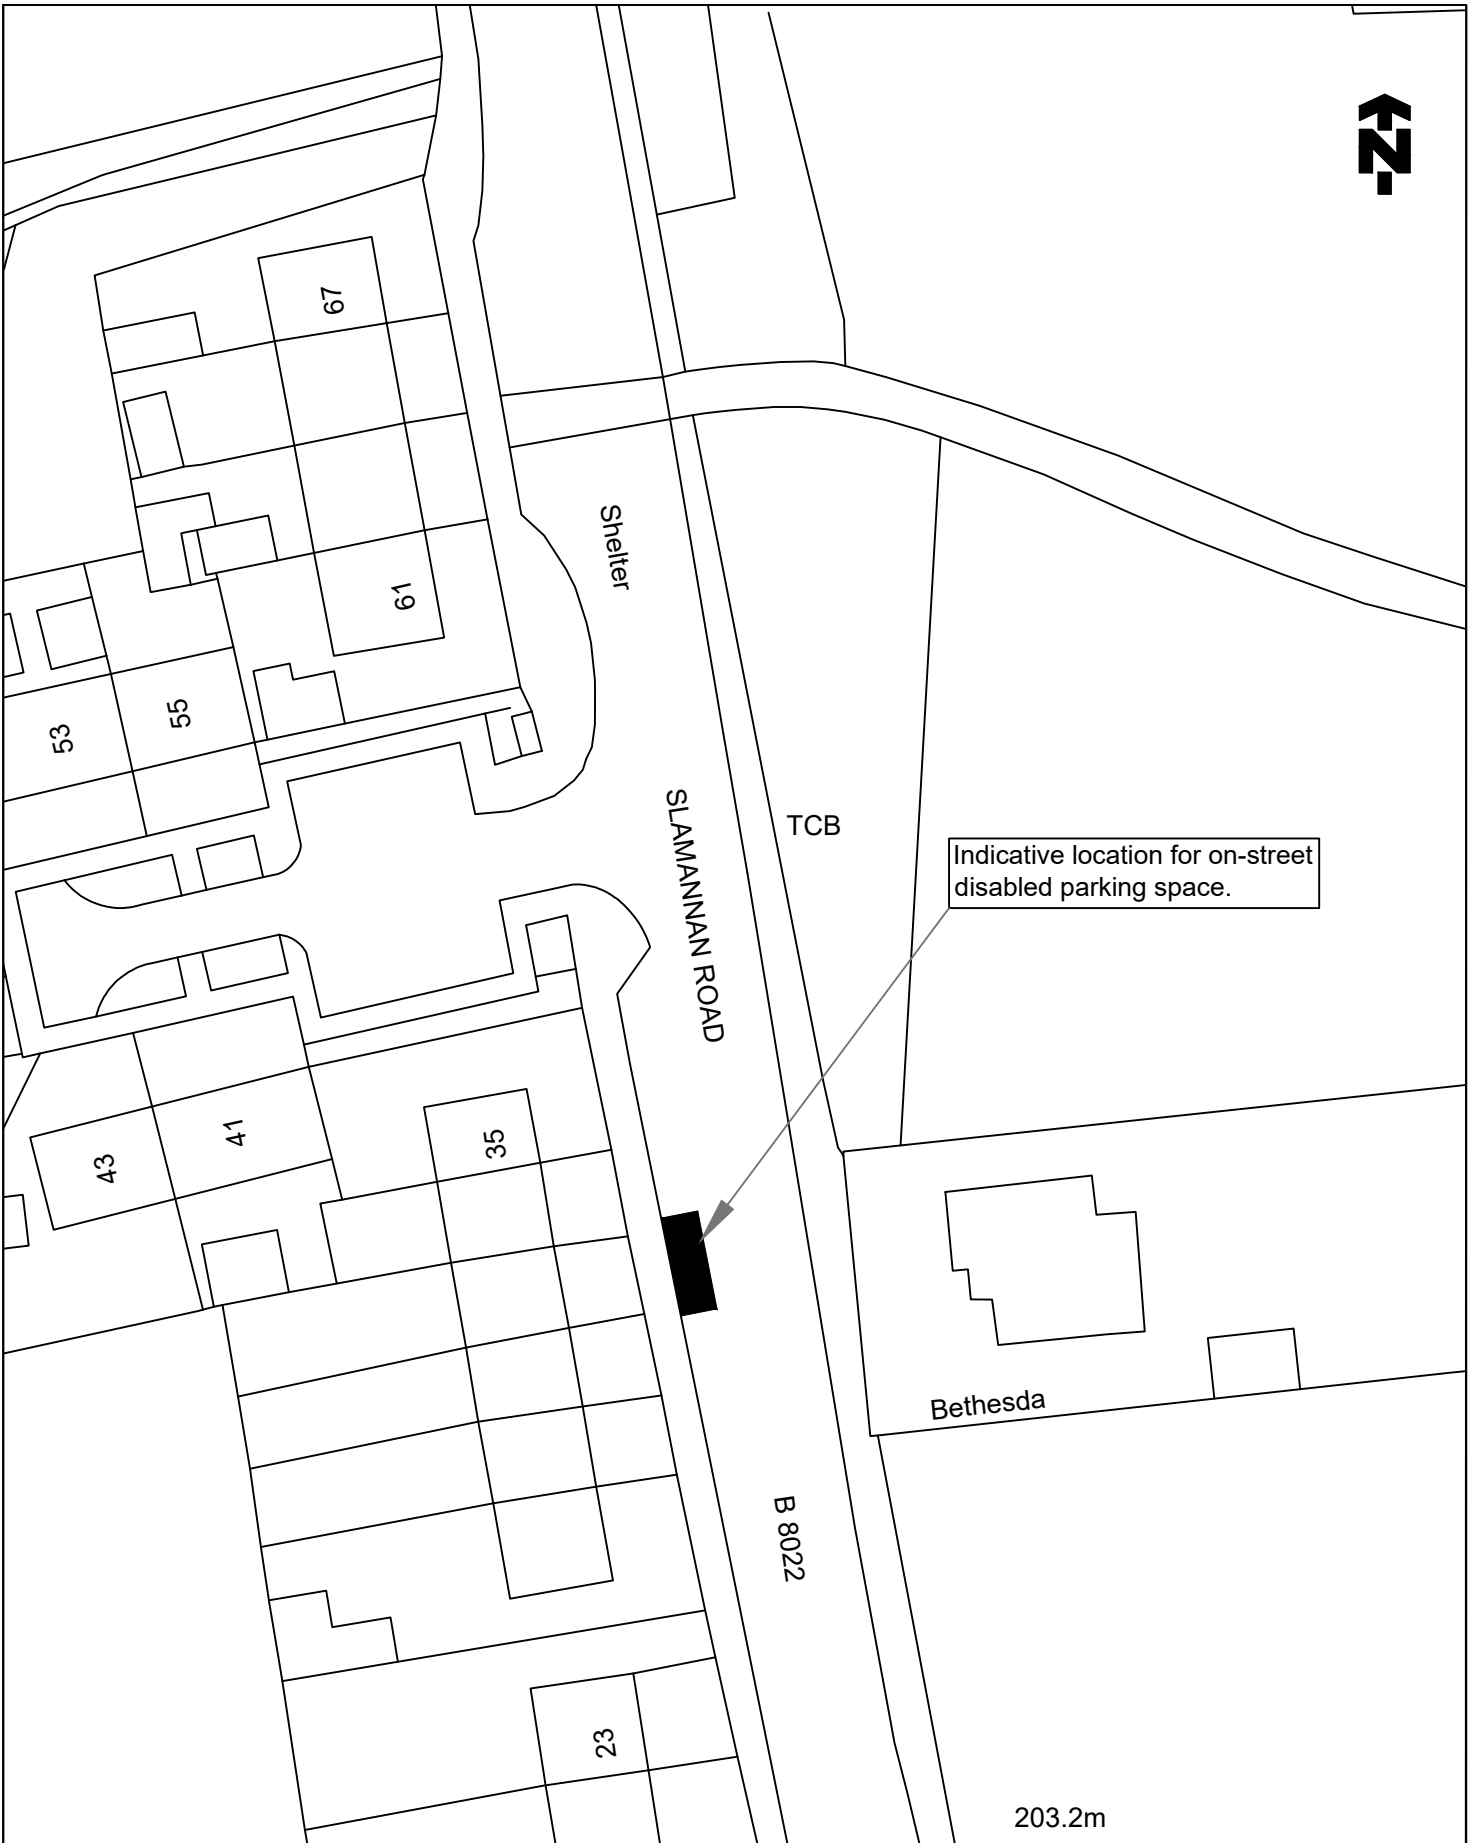 N
67
Shelter
61
55
53
SLAMANNAN ROAD
TCB
Indicative location for on-street
disabled parking space.
41
35
43
Bethesda
B 8022
23
203.2m